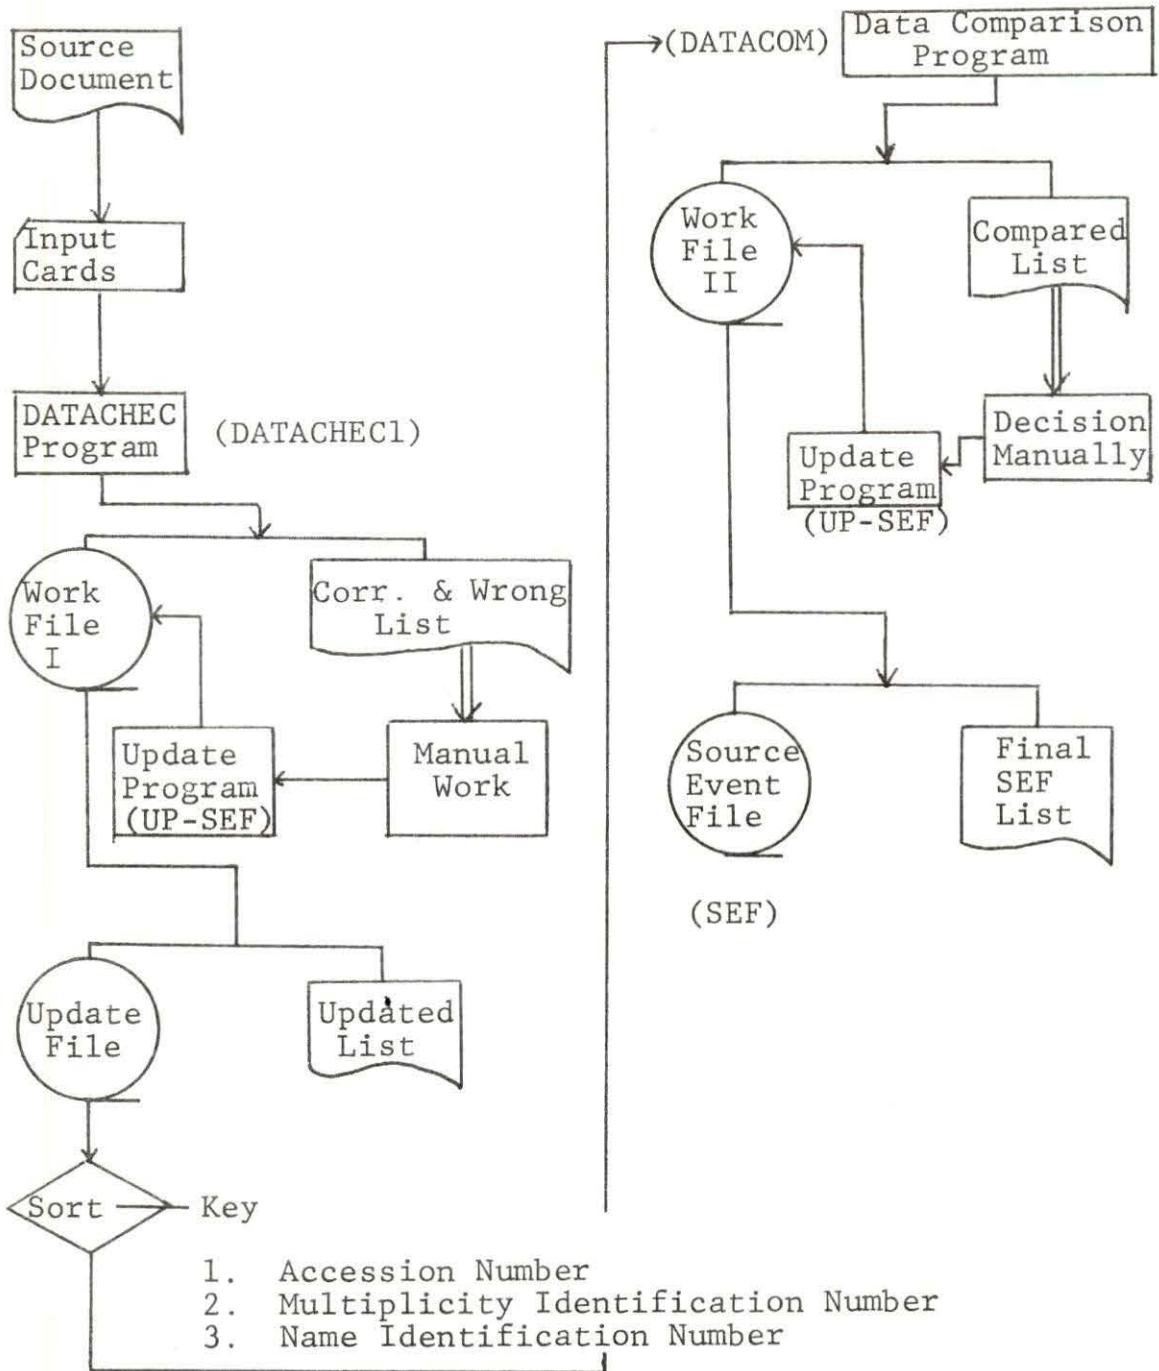 Source
Document
Input
Cards
DATACHEC
Program
(DATACHEC1)
Work
File
I
Corr. & Wrong
List
Update
Program
(UP-SEF)
Manual
Work
Update
File
Updated
List
Sort
Key
1. Accession Number
2. Multiplicity Identification Number
3. Name Identification Number
(DATACOM)
Data Comparison
Program
Work
File
II
Compared
List
Update
Program
(UP-SEF)
Decision
Manually
Source
Event
File
Final
SEF
List
(SEF)